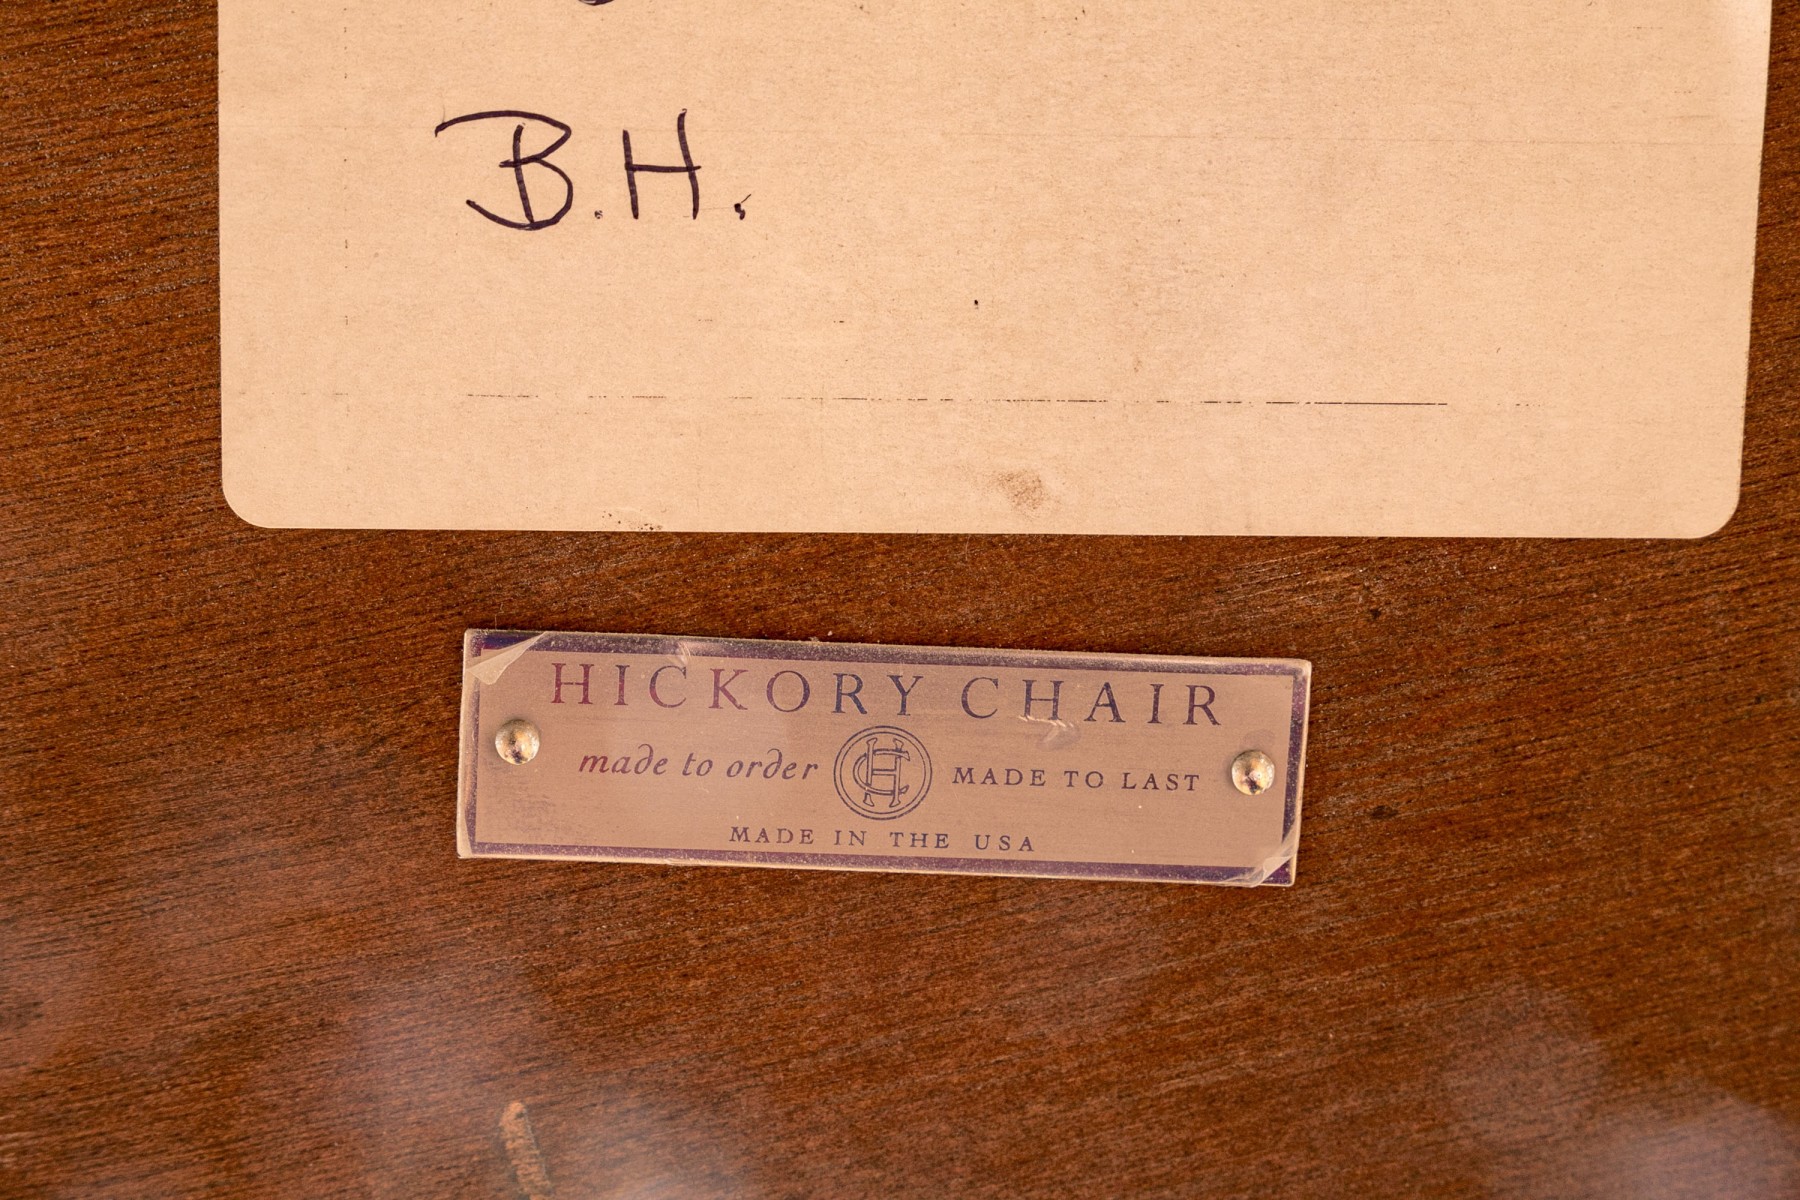 B.H.
HICKORY CHAIR
made to order HC MADE TO LAST
MADE IN THE USA